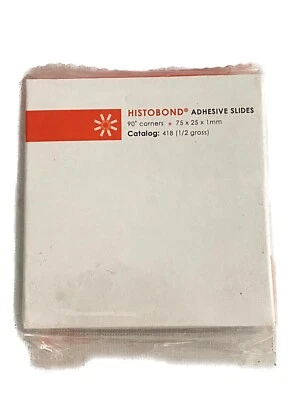 HISTOBOND® ADHESIVE SLIDES
90° corners • 75 x 25 x 1mm
Catalog: 418 (1/2 gross)